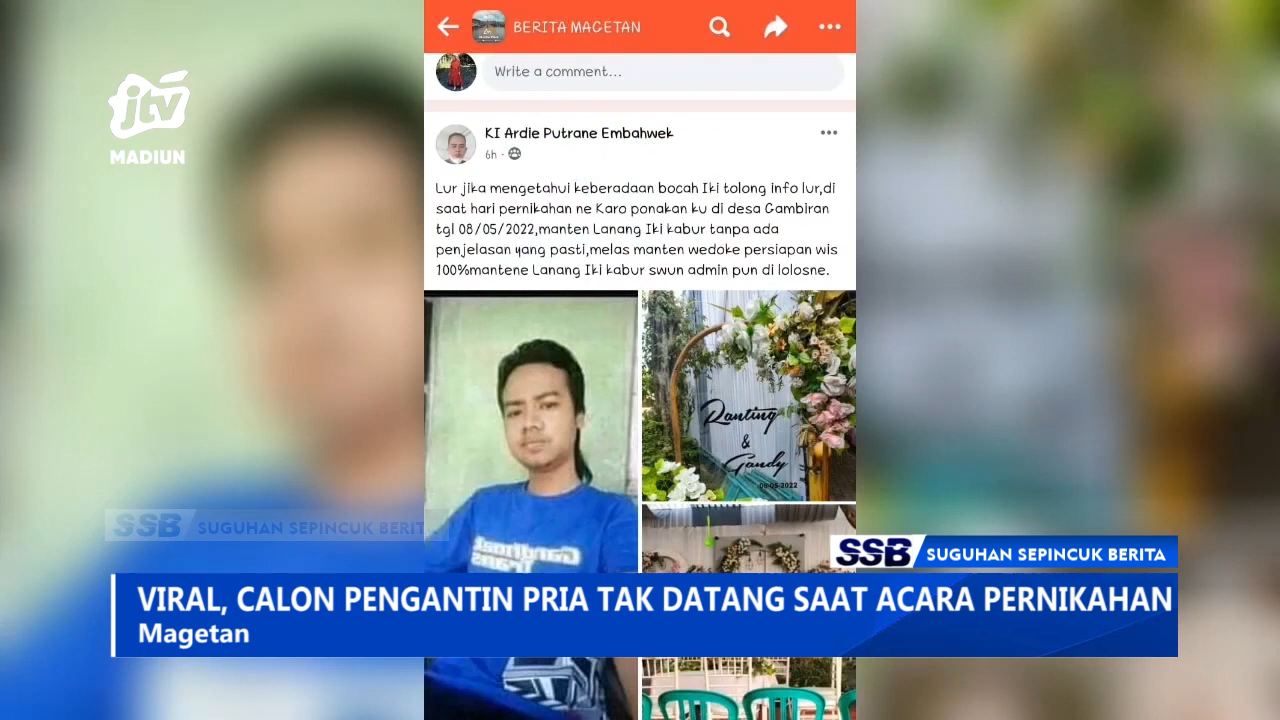 BERITA MAGETAN
Write a comment...
KI Ardie Putrane Embahwek
6h
Lur jika mengetahui keberadaan bocah Iki tolong info lur,di
saat hari pernikahan ne Karo ponakan ku di desa Gambiran
tgl 08/05/2022,manten Lanang Iki kabur tanpa ada
penjelasan yang pasti,melas manten wedoke persiapan wis
100%mantene Lanang Iki kabur swun admin pun di lolosne.
jtv
MADIUN
Ranting
&
Gandy
08-05-2022
SSB SUGUHAN SEPINCUK BERITA
SSB SUGUHAN SEPINCUK BERITA
VIRAL, CALON PENGANTIN PRIA TAK DATANG SAAT ACARA PERNIKAHAN
Magetan